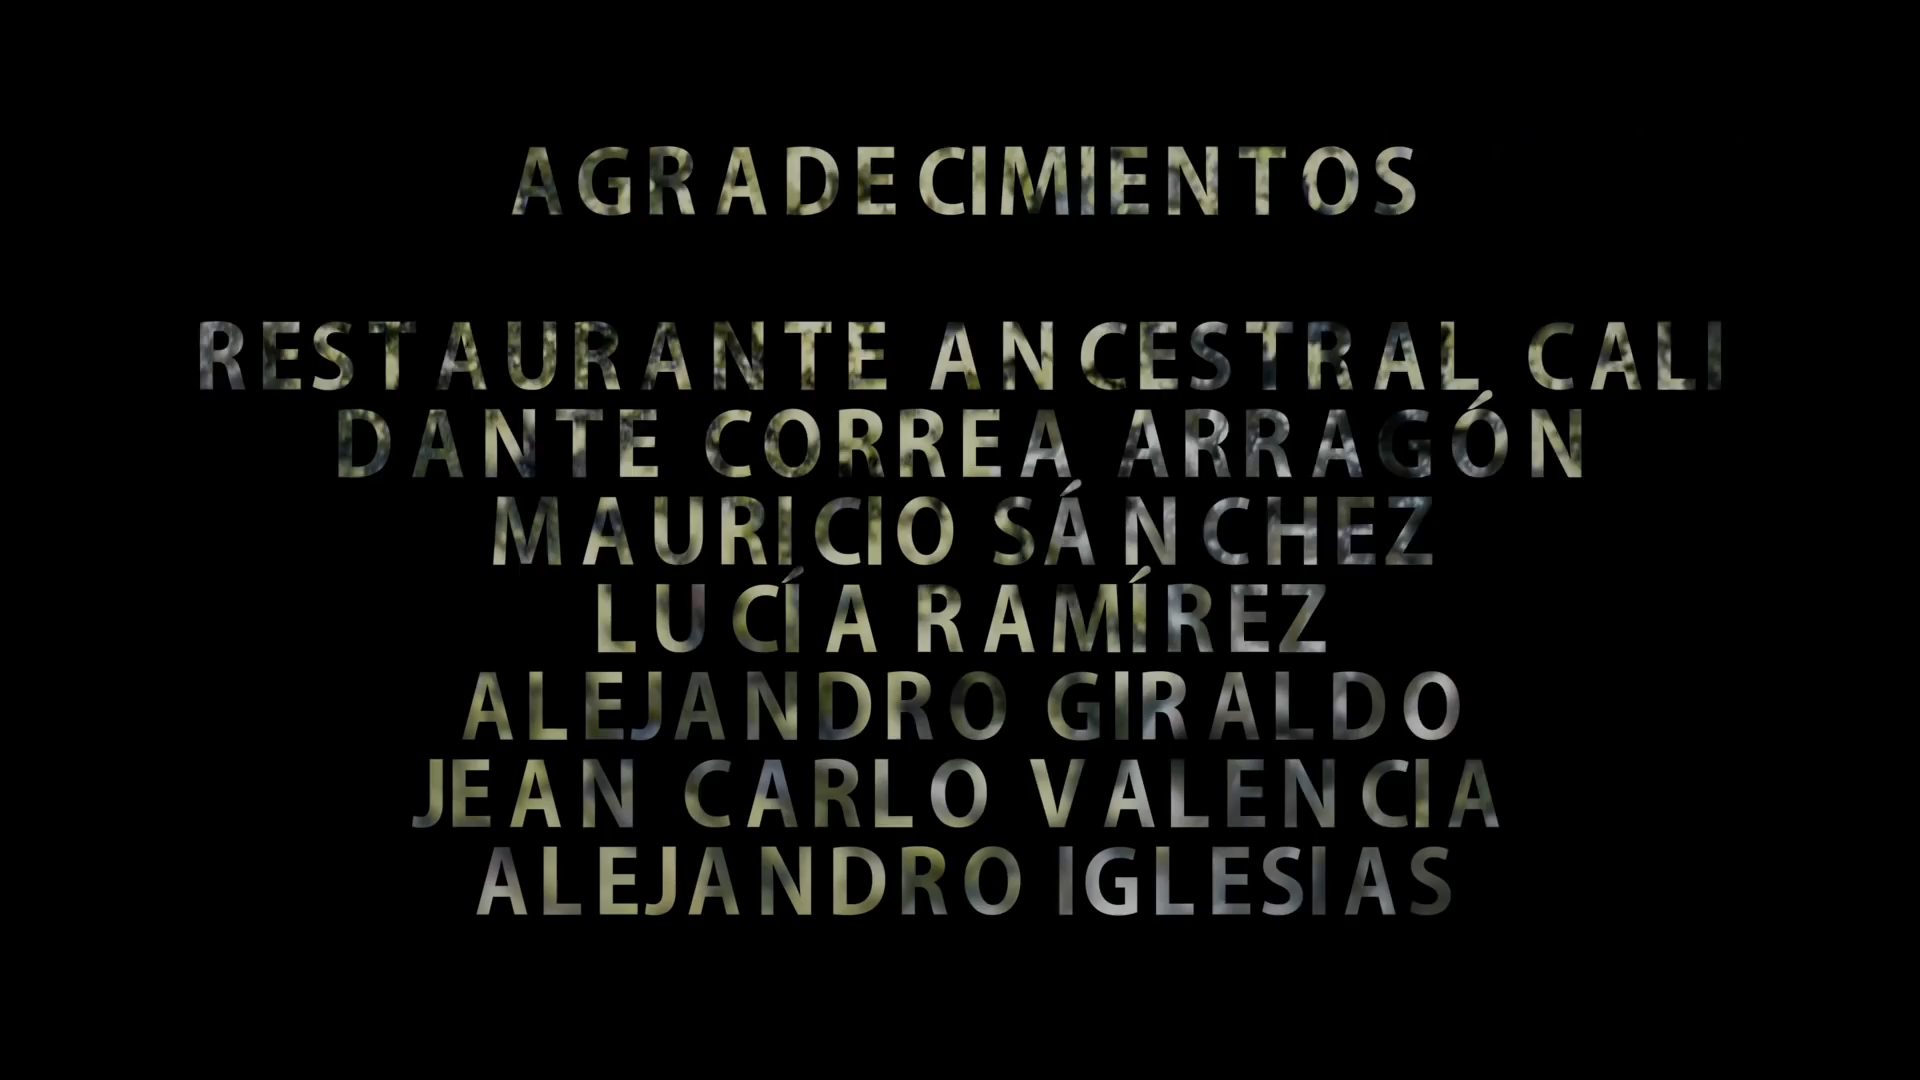 AGRADECIMIENTOS
RESTAURANTE ANCESTRAL CALI
DANTE CORREA ARRAGÓN
MAURICIO SÁNCHEZ
LUCÍA RAMÍREZ
ALEJANDRO GIRALDO
JEAN CARLO VALENCIA
ALEJANDRO IGLESIAS